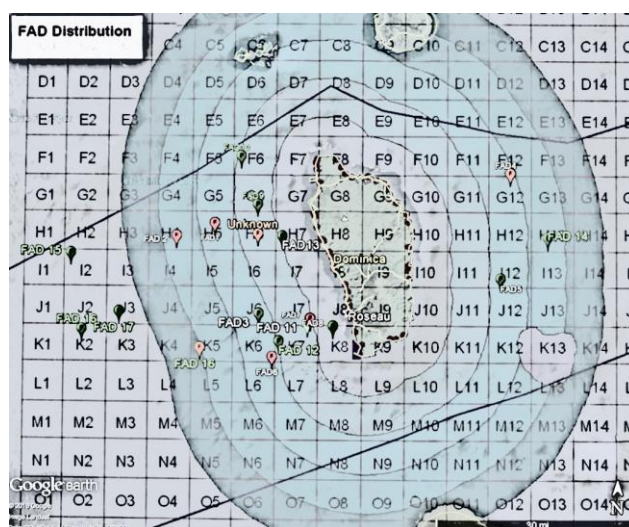 FAD Distribution
C4 C5 C6 C7 C8 C9 C10 C11 C12 C13 C14
D1 D2 D3 D4 D5 D6 D7 D8 D9 D10 D11 D12 D13 D14
E1 E2 E3 E4 E5 E6 E7 E8 E9 E10 E11 E12 E13 E14
F1 F2 F3 F4 F6 F7 F8 F9 F10 F11 F12 F13 F14
G1 G2 G3 G4 G5 G7 G8 G9 G10 G11 G12 G13 G14
Unknown
H1 H2 H3 H7 H8 H9 H10 H11 H12
FAD13
FAD 14
FAD 15
Dominica
I1 I2 I3 I4 I5 I6 I7 I9 I10 I11 I12 I13 I14
FAD5
J1 J2 J3 J4 J5 J6 J7 J8 J9 J10 J11 J12 J13 J14
FAD 16 FAD 17 FAD3 FAD 11 Roseau
K1 K2 K3 K4 K5 K6 K7 K8 K9 K10 K11 K12 K13 K14
FAD 16 FAD 12
FAD6
L1 L2 L3 L4 L5 L6 L7 L8 L9 L10 L11 L12 L13 L14
M1 M2 M3 M4 M5 M6 M7 M8 M9 M10 M11 M12 M13 M14
N1 N2 N3 N4 N5 N6 N7 N8 N9 N10 N11 N12 N13 N14
Google earth
O1 O2 O3 O4 O5 O6 O7 O8 O9 O10 O11 O12 O13 O14
N
30 mi